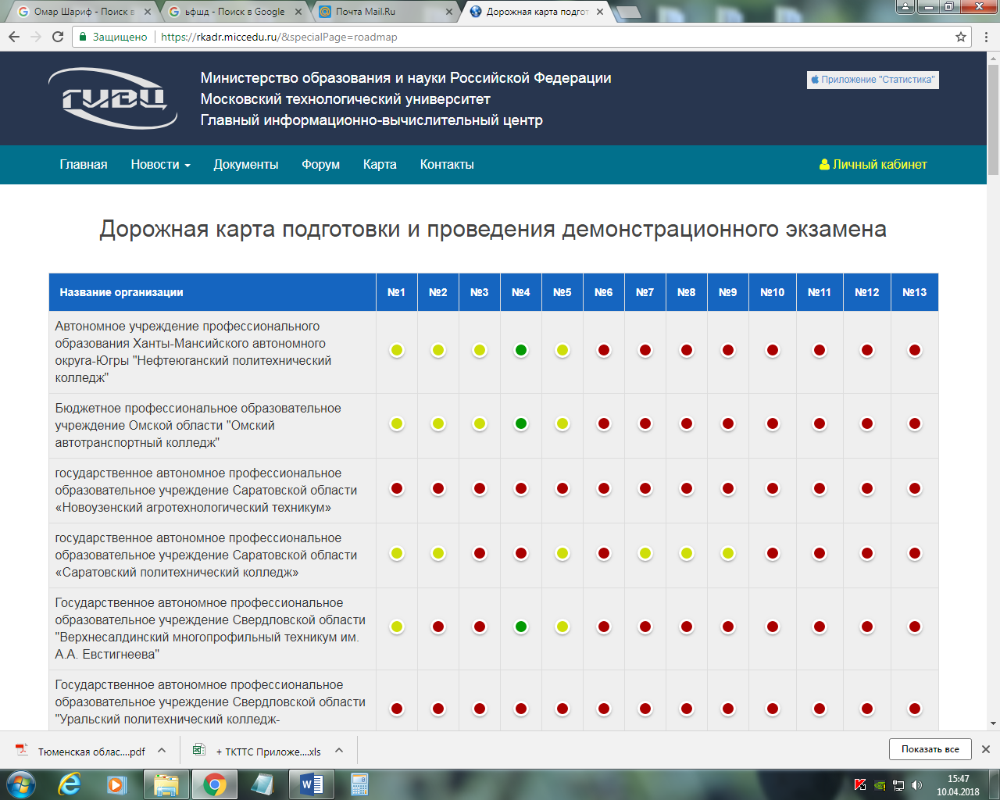 Омар Шариф - Поиск в
ьфшд - Поиск в Google
Почта Mail.Ru
Дорожная карта подгот
Защищено
https://rkadr.miccedu.ru/&specialPage=roadmap
ГИВЦ
Министерство образования и науки Российской Федерации
Московский технологический университет
Главный информационно-вычислительный центр
Приложение "Статистика"
Главная Новости Документы Форум Карта Контакты
Личный кабинет
Дорожная карта подготовки и проведения демонстрационного экзамена
Название организации №1 №2 №3 №4 №5 №6 №7 №8 №9 №10 №11 №12 №13
Автономное учреждение профессионального
образования Ханты-Мансийского автономного
округа-Югры "Нефтеюганский политехнический
колледж"
Бюджетное профессиональное образовательное
учреждение Омской области "Омский
автотранспортный колледж"
государственное автономное профессиональное
образовательное учреждение Саратовской области
«Новоузенский агротехнологический техникум»
государственное автономное профессиональное
образовательное учреждение Саратовской области
«Саратовский политехнический колледж»
Государственное автономное профессиональное
образовательное учреждение Свердловской области
"Верхнесалдинский многопрофильный техникум им.
А.А. Евстигнеева"
Государственное автономное профессиональное
образовательное учреждение Свердловской области
"Уральский политехнический колледж-
Тюменская облас....pdf
+ ТКТТС Приложе....xls
Показать все
15:47
10.04.2018